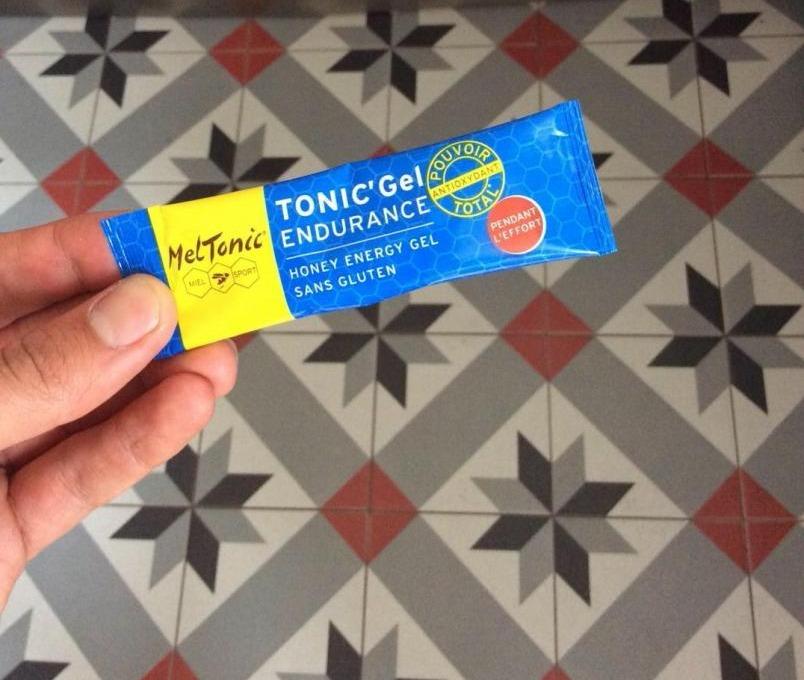 MelTonic
MIEL SPORT
TONIC'Gel
ENDURANCE
HONEY ENERGY GEL
SANS GLUTEN
POUVOIR
ANTIOXYDANT
TOTAL
PENDANT
L'EFFORT